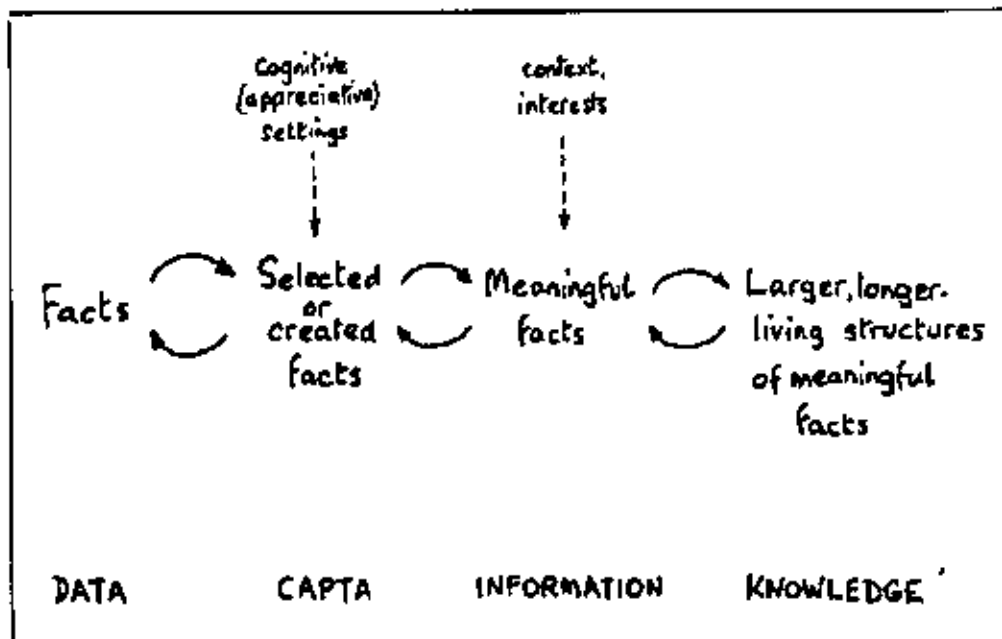 Cognitive
(appreciative)
settings
context,
interests
Facts
Selected
or
created
facts
Meaningful
facts
Larger, longer-
living structures
of meaningful
facts
DATA
CAPTA
INFORMATION
KNOWLEDGE